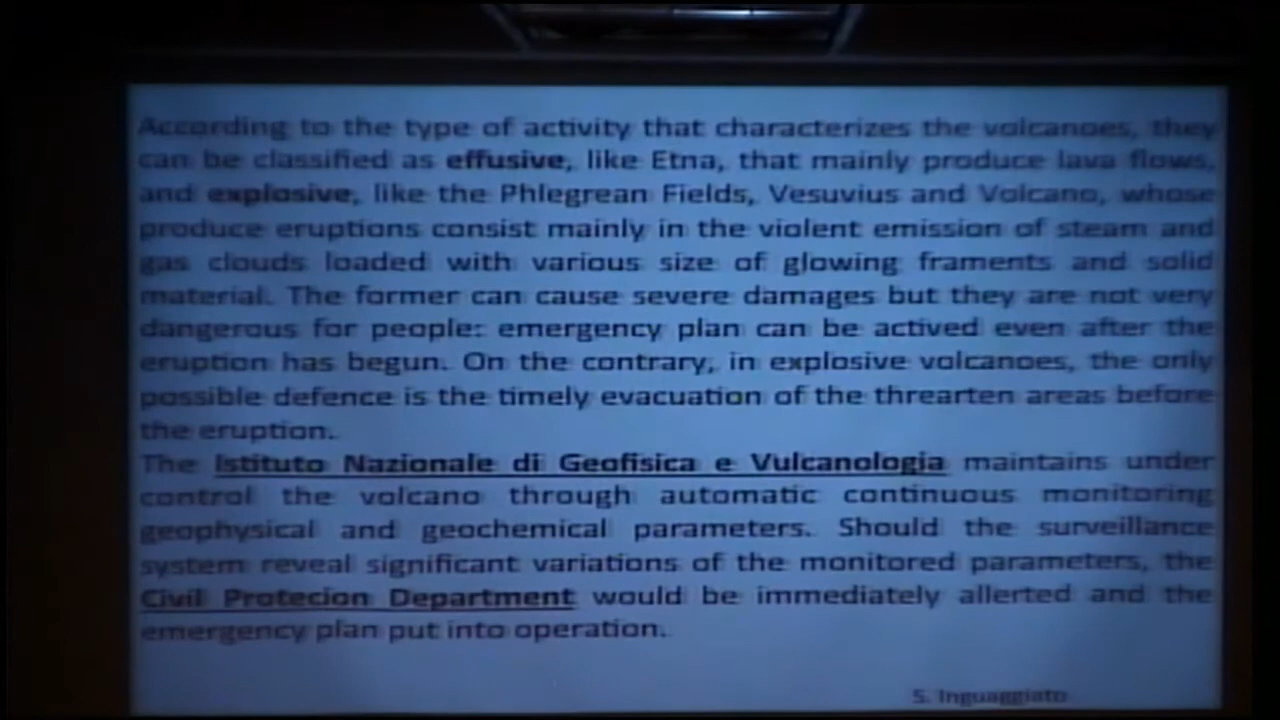 According to the type of activity that characterizes the volcanoes, they
can be classified as effusive, like Etna, that mainly produce lava flows,
and explosive, like the Phlegrean Fields, Vesuvius and Volcano, whose
produce eruptions consist mainly in the violent emission of steam and
gas clouds loaded with various size of glowing framents and solid
material. The former can cause severe damages but they are not very
dangerous for people: emergency plan can be actived even after the
eruption has begun. On the contrary, in explosive volcanoes, the only
possible defence is the timely evacuation of the threarten areas before
the eruption.
The Istituto Nazionale di Geofisica e Vulcanologia maintains under
control the volcano through automatic continuous monitoring
geophysical and geochemical parameters. Should the surveillance
system reveal significant variations of the monitored parameters, the
Civil Protecion Department would be immediately allerted and the
emergency plan put into operation.
S. Inguaggiato